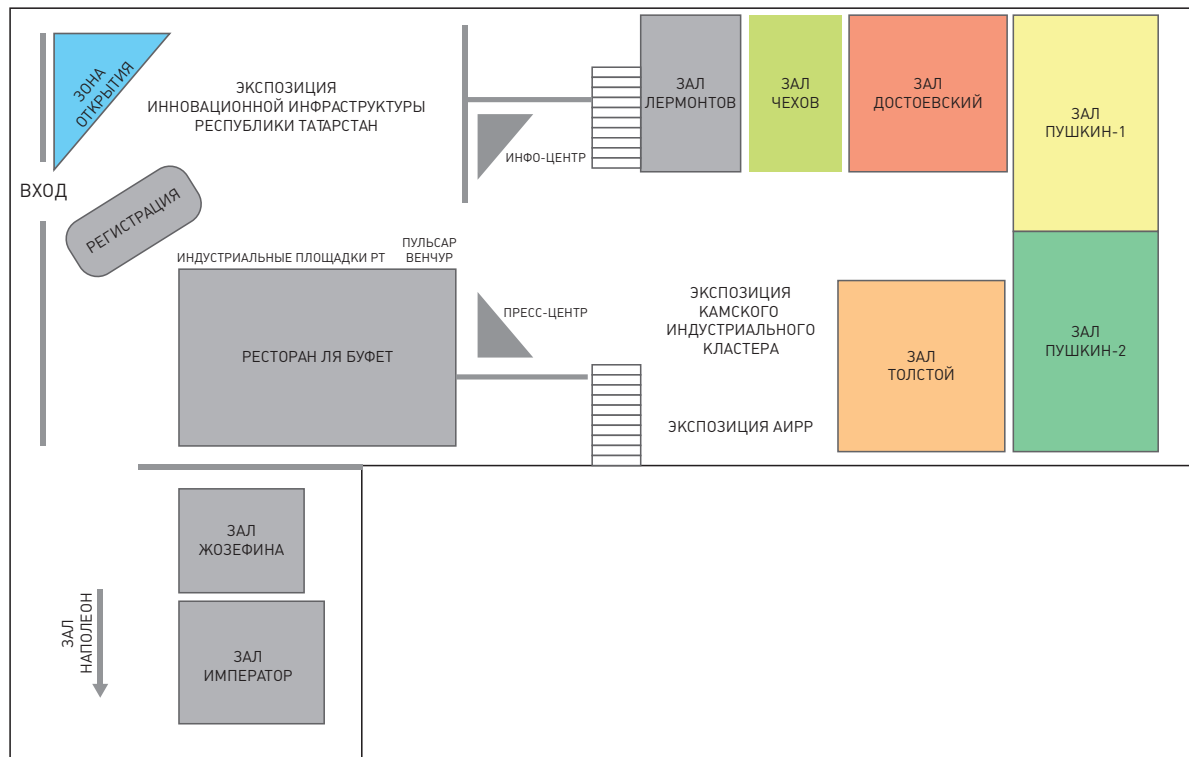 ЗОНА
ОТКРЫТИЯ
ЭКСПОЗИЦИЯ
ИННОВАЦИОННОЙ ИНФРАСТРУКТУРЫ
РЕСПУБЛИКИ ТАТАРСТАН
ЗАЛ
ЛЕРМОНТОВ
ЗАЛ
ЧЕХОВ
ЗАЛ
ДОСТОЕВСКИЙ
ЗАЛ
ПУШКИН-1
ИНФО-ЦЕНТР
ВХОД
РЕГИСТРАЦИЯ
ИНДУСТРИАЛЬНЫЕ ПЛОЩАДКИ РТ
ПУЛЬСАР
ВЕНЧУР
РЕСТОРАН ЛЯ БУФЕТ
ПРЕСС-ЦЕНТР
ЭКСПОЗИЦИЯ
КАМСКОГО
ИНДУСТРИАЛЬНОГО
КЛАСТЕРА
ЗАЛ
ТОЛСТОЙ
ЗАЛ
ПУШКИН-2
ЭКСПОЗИЦИЯ АИРР
ЗАЛ
ЖОЗЕФИНА
ЗАЛ
НАПОЛЕОН
ЗАЛ
ИМПЕРАТОР